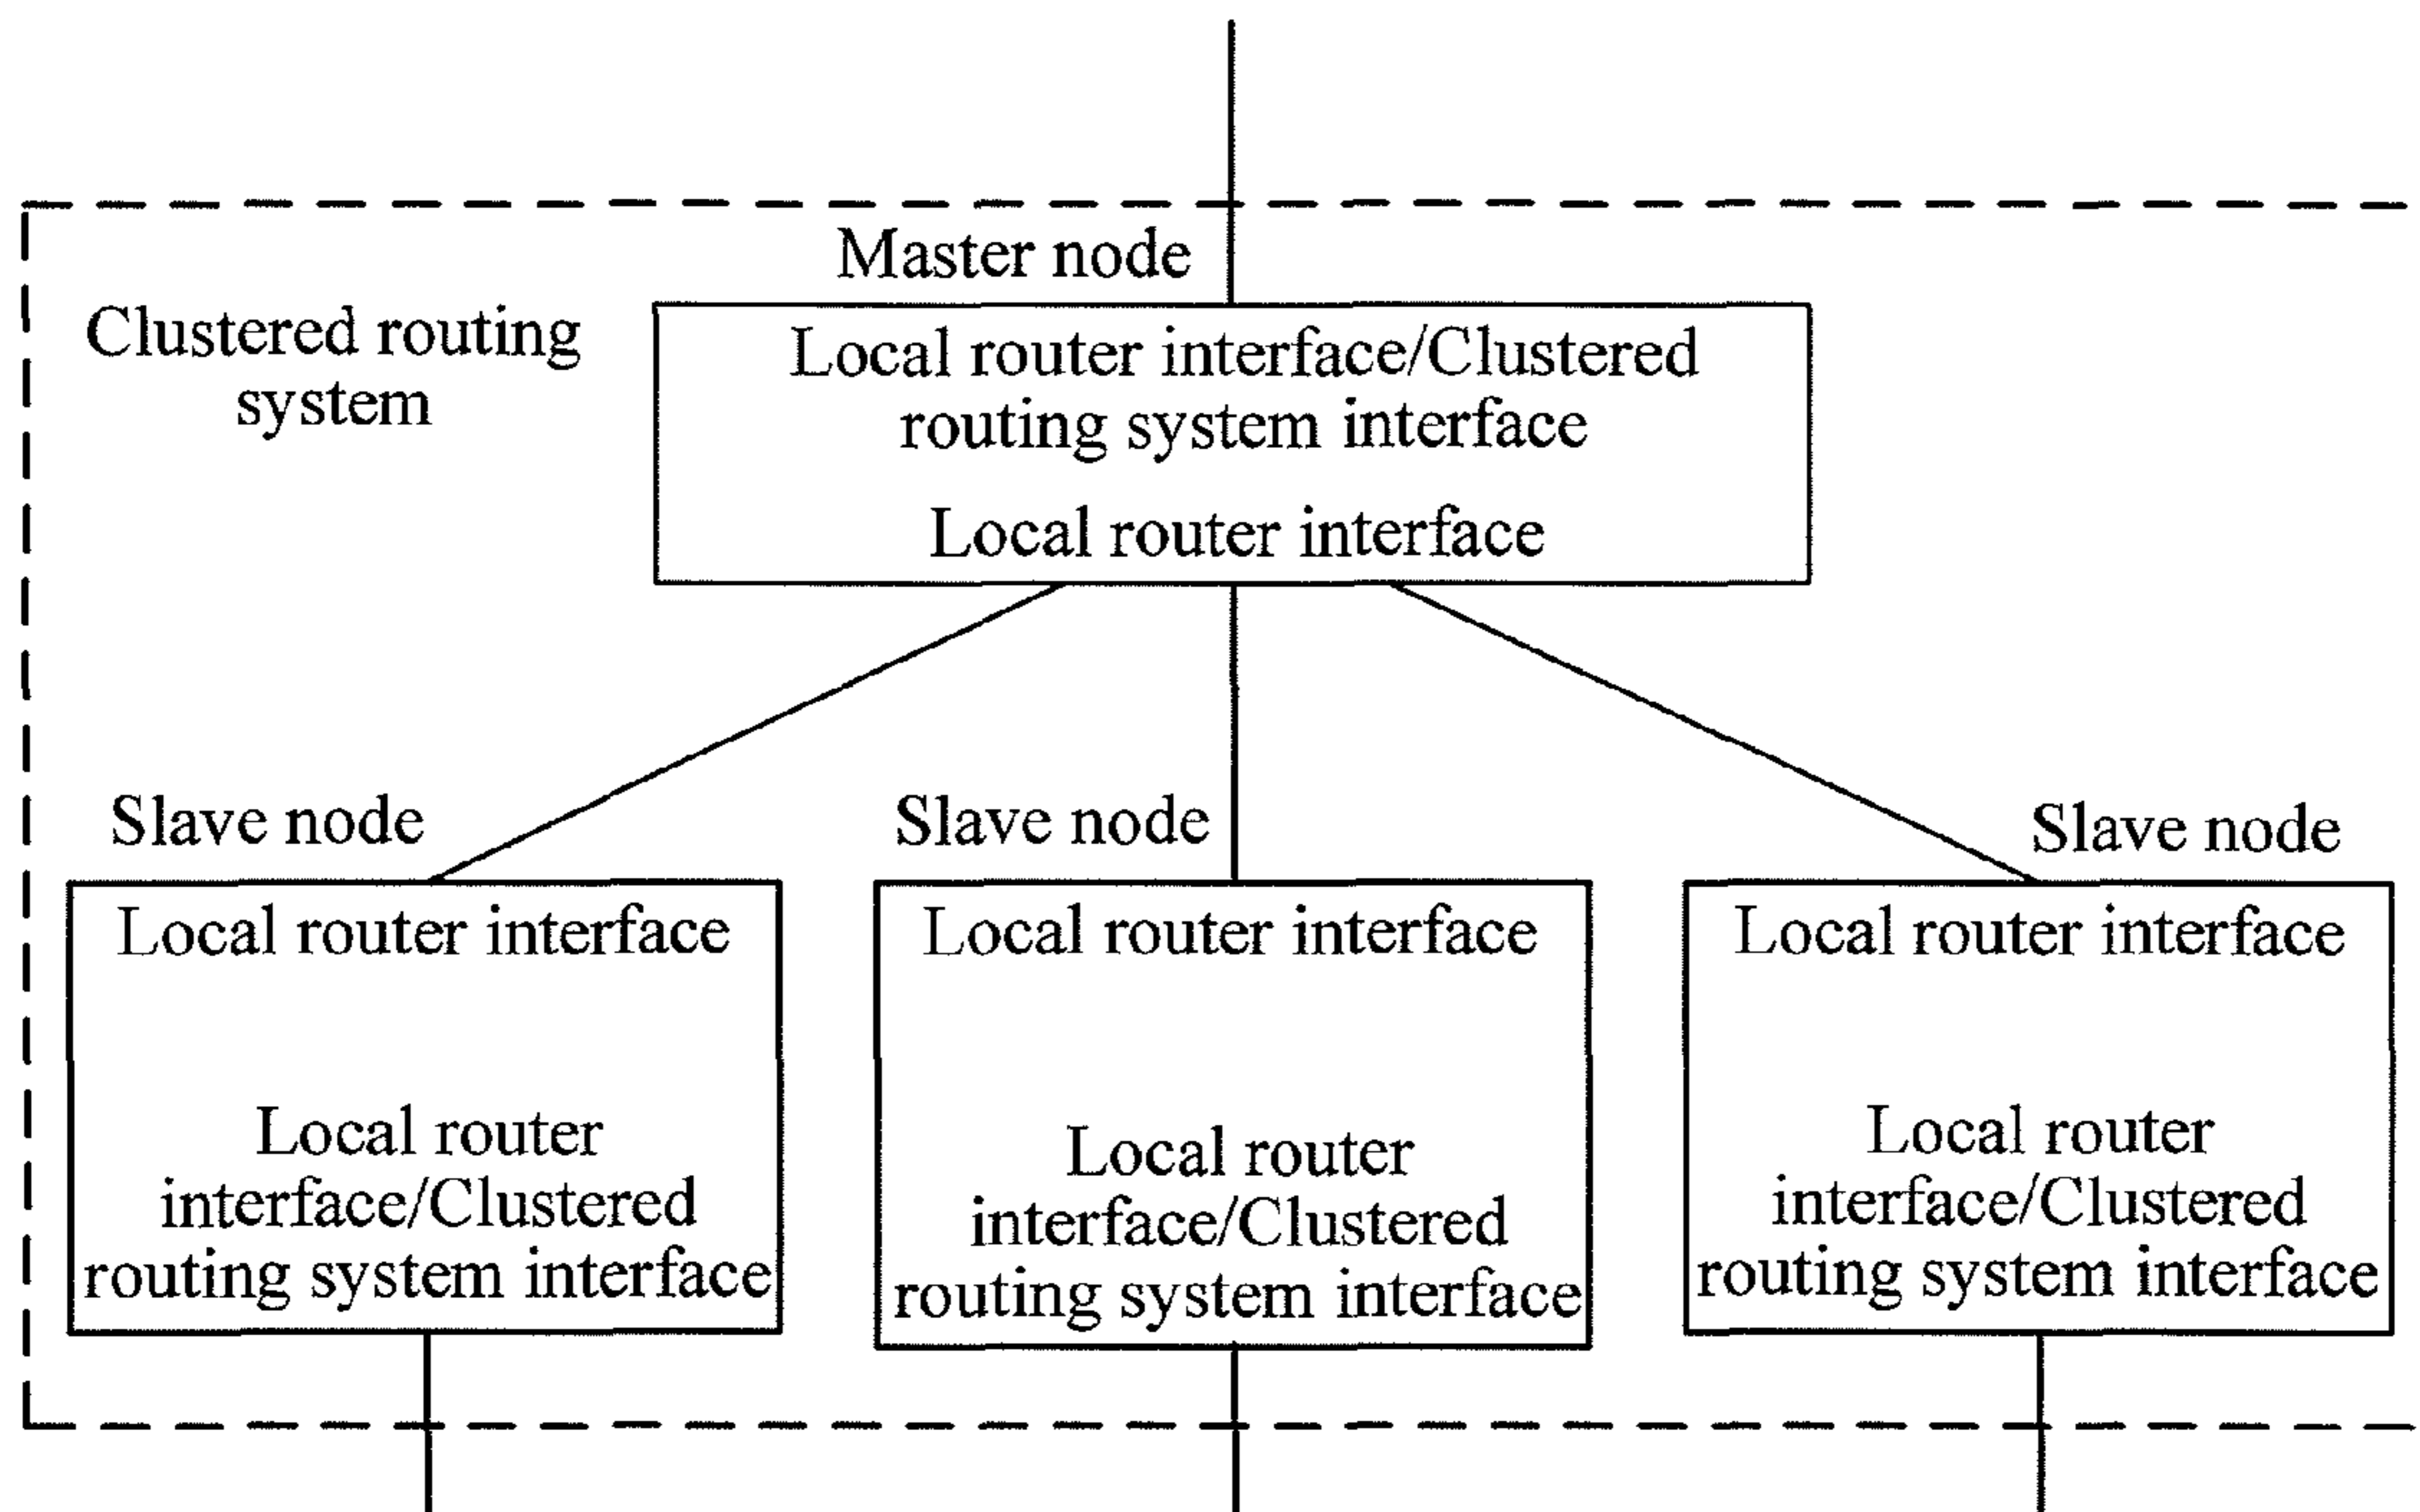 Master node
Clustered routing
system
Local router interface/Clustered
routing system interface
Local router interface
Slave node
Local router interface
Local router
interface/Clustered
routing system interface
Slave node
Local router interface
Local router
interface/Clustered
routing system interface
Slave node
Local router interface
Local router
interface/Clustered
routing system interface